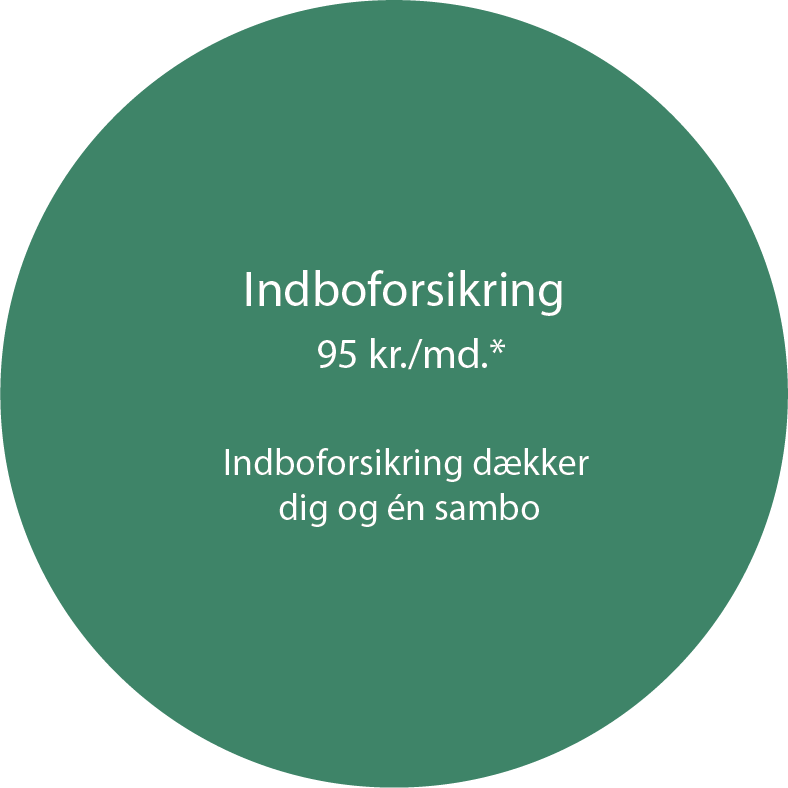 Indboforsikring
95 kr./md.*
Indboforsikring dækker
dig og én sambo